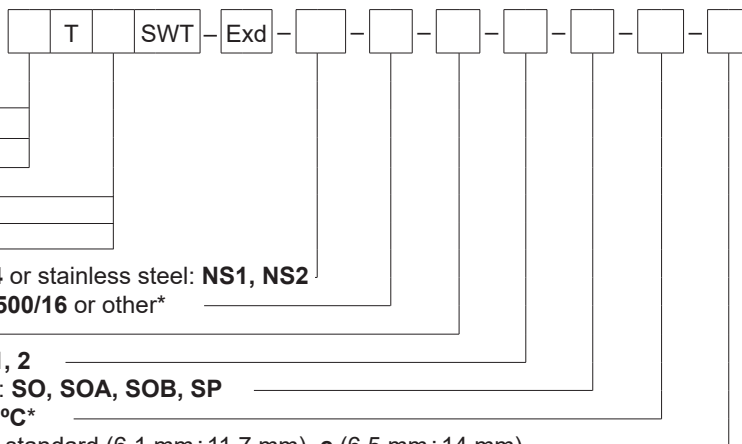 T SWT – Exd – – – – – – –
or stainless steel: NS1, NS2
500/16 or other*
, 2
: SO, SOA, SOB, SP
ºC*
standard (6,1 mm÷11,7 mm), e (6,5 mm÷14 mm)